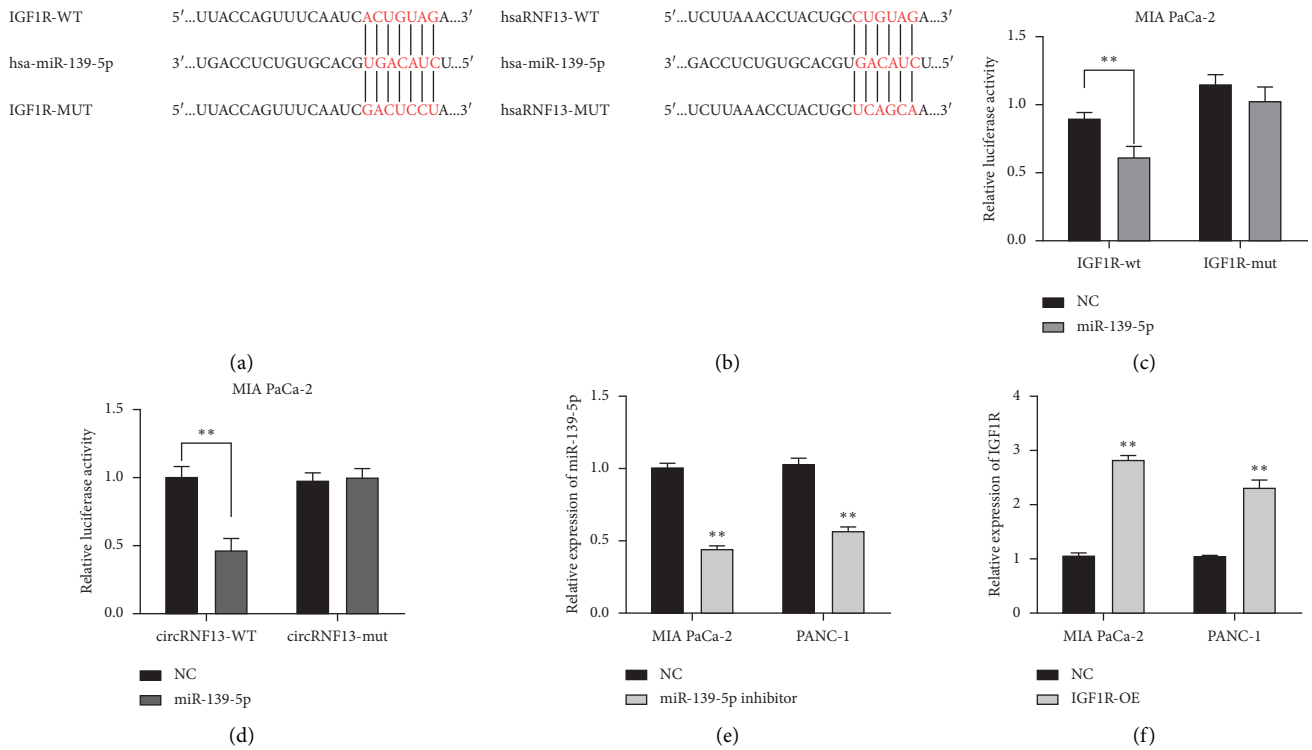 IGF1R-WT 5′...UUACCAGUUUCAAUCACUGUAGA...3′
hsa-miR-139-5p 3′...UGACCUCUGUGCACGUGACAUCU...5′
IGF1R-MUT 5′...UUACCAGUUUCAAUCGACUCCUA...3′
(a)
hsaRNF13-WT 5′...UCUUAAACCUACUGCCUGUAGA...3′
hsa-miR-139-5p 3′...GACCUCUGUGCACGUGACAUCU...5′
hsaRNF13-MUT 5′...UCUUAAACCUACUGCUCAGCAA...3′
(b)
MIA PaCa-2
Relative luciferase activity
1.5
1.0
0.5
0.0
**
IGF1R-wt IGF1R-mut
NC
miR-139-5p
(c)
MIA PaCa-2
Relative luciferase activity
1.5
1.0
0.5
0.0
**
circRNF13-WT circRNF13-mut
NC
miR-139-5p
(d)
Relative expression of miR-139-5p
1.5
1.0
0.5
0.0
** **
MIA PaCa-2 PANC-1
NC
miR-139-5p inhibitor
(e)
Relative expression of IGF1R
4
3
2
1
0
** **
MIA PaCa-2 PANC-1
NC
IGF1R-OE
(f)